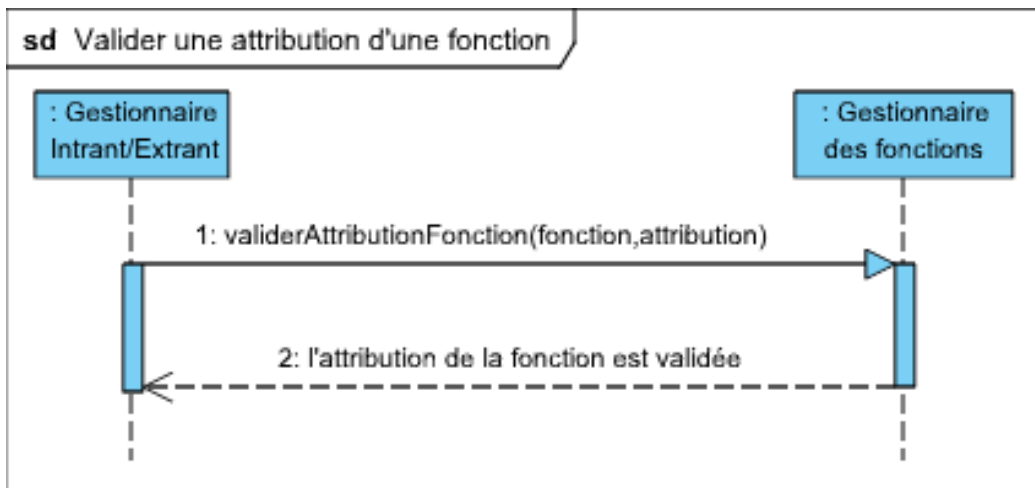 sd Valider une attribution d'une fonction
: Gestionnaire
Intrant/Extrant
: Gestionnaire
des fonctions
1: validerAttributionFonction(fonction,attribution)
2: l'attribution de la fonction est validée